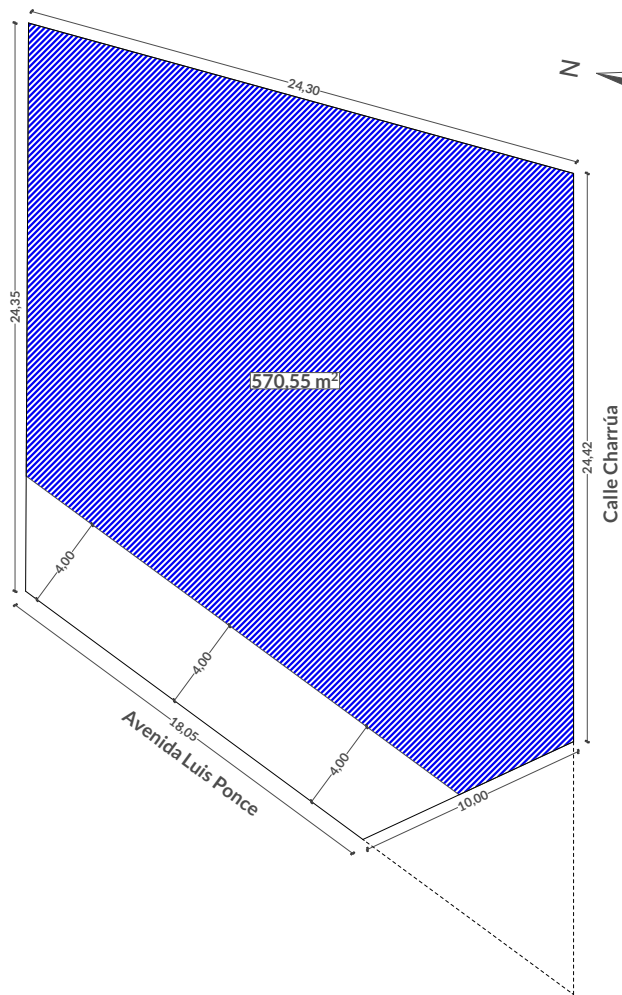 24,30
N
24,35
570,55 m²
Calle Charrúa
24,42
4,00
4,00
4,00
18,05
Avenida Luis Ponce
10,00